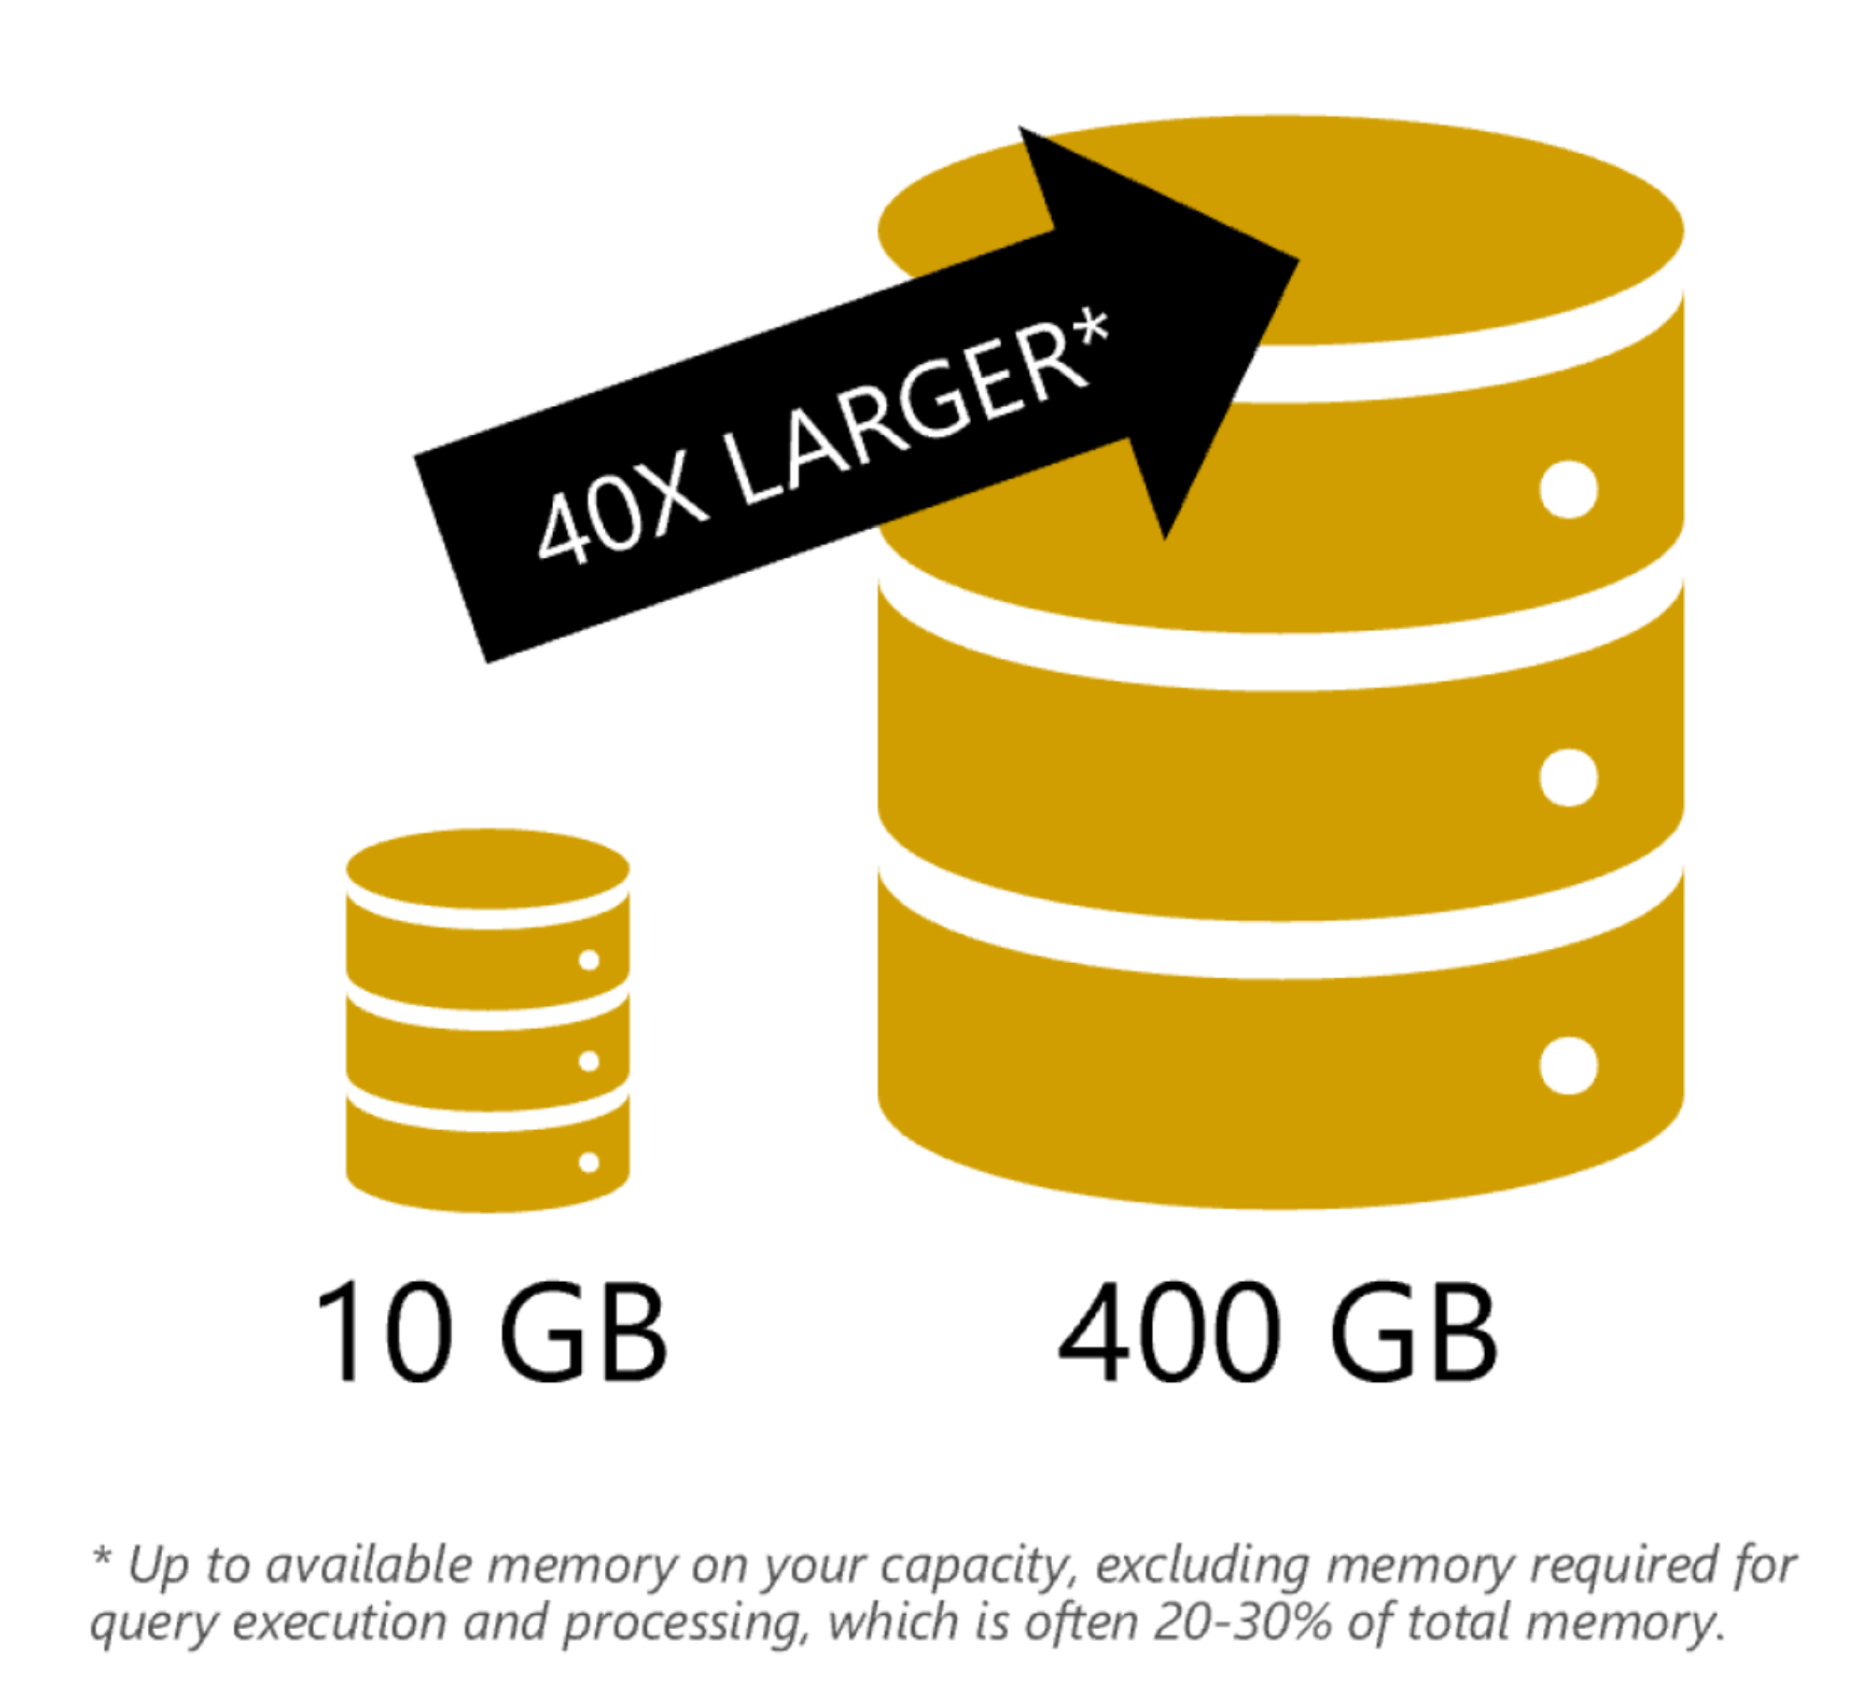 40X LARGER*
10 GB
400 GB
* Up to available memory on your capacity, excluding memory required for
query execution and processing, which is often 20-30% of total memory.